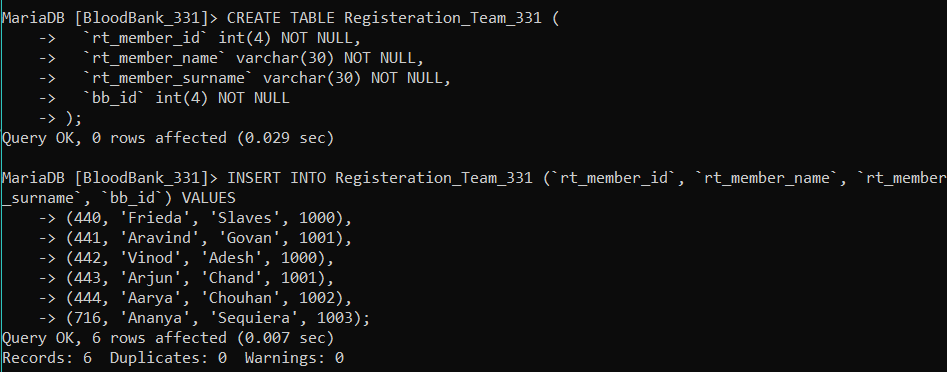 MariaDB [BloodBank_331]> CREATE TABLE Registeration_Team_331 (
    ->   `rt_member_id` int(4) NOT NULL,
    ->   `rt_member_name` varchar(30) NOT NULL,
    ->   `rt_member_surname` varchar(30) NOT NULL,
    ->   `bb_id` int(4) NOT NULL
    -> );
Query OK, 0 rows affected (0.029 sec)

MariaDB [BloodBank_331]> INSERT INTO Registeration_Team_331 (`rt_member_id`, `rt_member_name`, `rt_member
_surname`, `bb_id`) VALUES
    -> (440, 'Frieda', 'Slaves', 1000),
    -> (441, 'Aravind', 'Govan', 1001),
    -> (442, 'Vinod', 'Adesh', 1000),
    -> (443, 'Arjun', 'Chand', 1001),
    -> (444, 'Aarya', 'Chouhan', 1002),
    -> (716, 'Ananya', 'Sequiera', 1003);
Query OK, 6 rows affected (0.007 sec)
Records: 6  Duplicates: 0  Warnings: 0